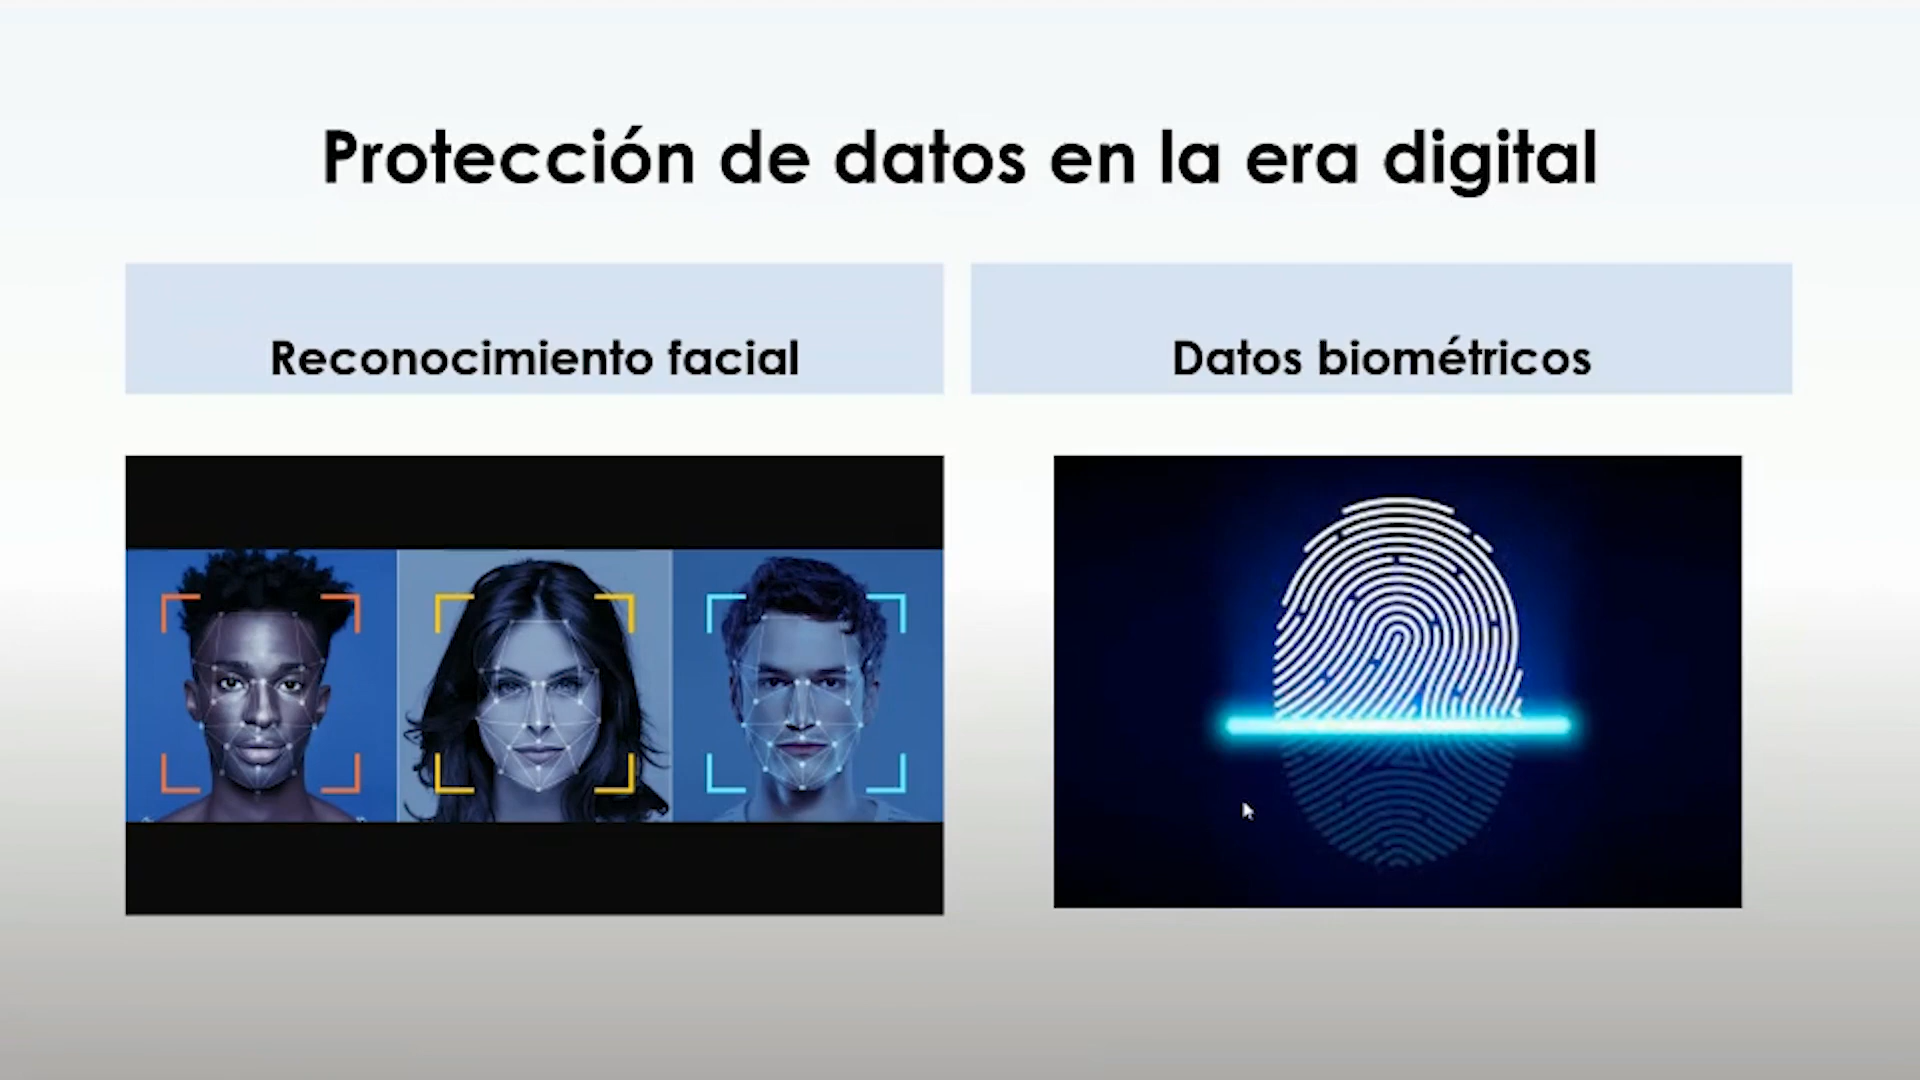 Protección de datos en la era digital
Reconocimiento facial
Datos biométricos